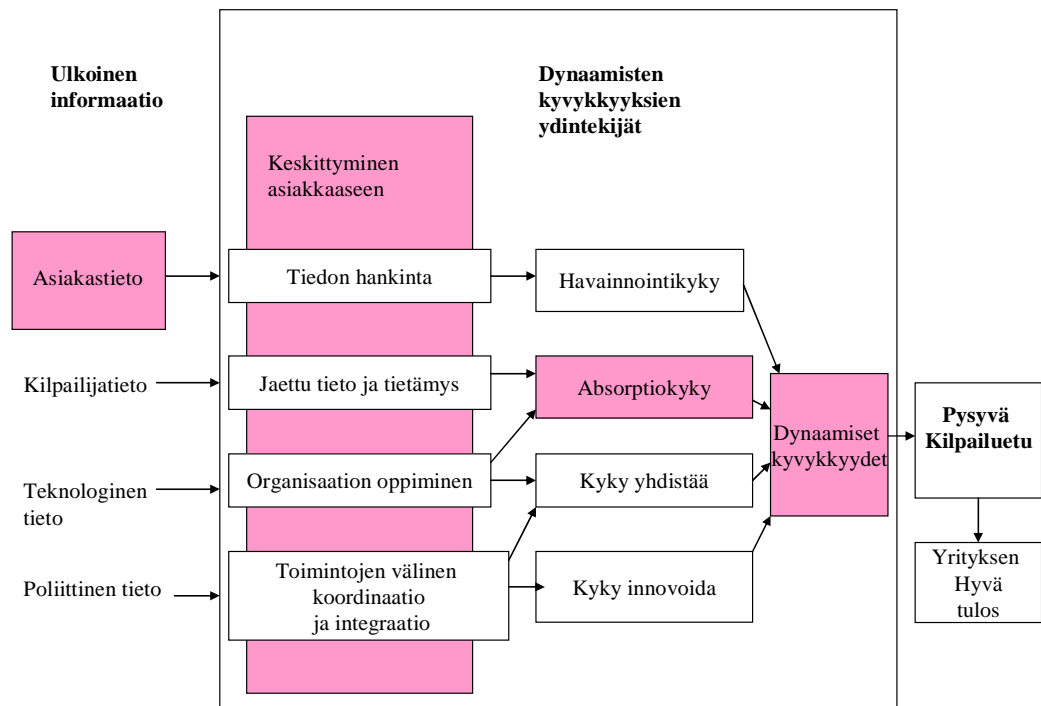 Ulkoinen
informaatio
Dynaamisten
kyvykkyyksien
ydintekijät
Keskittyminen
asiakkaaseen
Asiakastieto
Tiedon hankinta
Havainnointikyky
Kilpailijatieto
Jaettu tieto ja tietämys
Absorptiokyky
Dynaamiset
kyvykkyydet
Pysyvä
Kilpailuetu
Teknologinen
tieto
Organisaation oppiminen
Kyky yhdistää
Poliittinen tieto
Toimintojen välinen
koordinaatio
ja integraatio
Kyky innovoida
Yrityksen
Hyvä
tulos